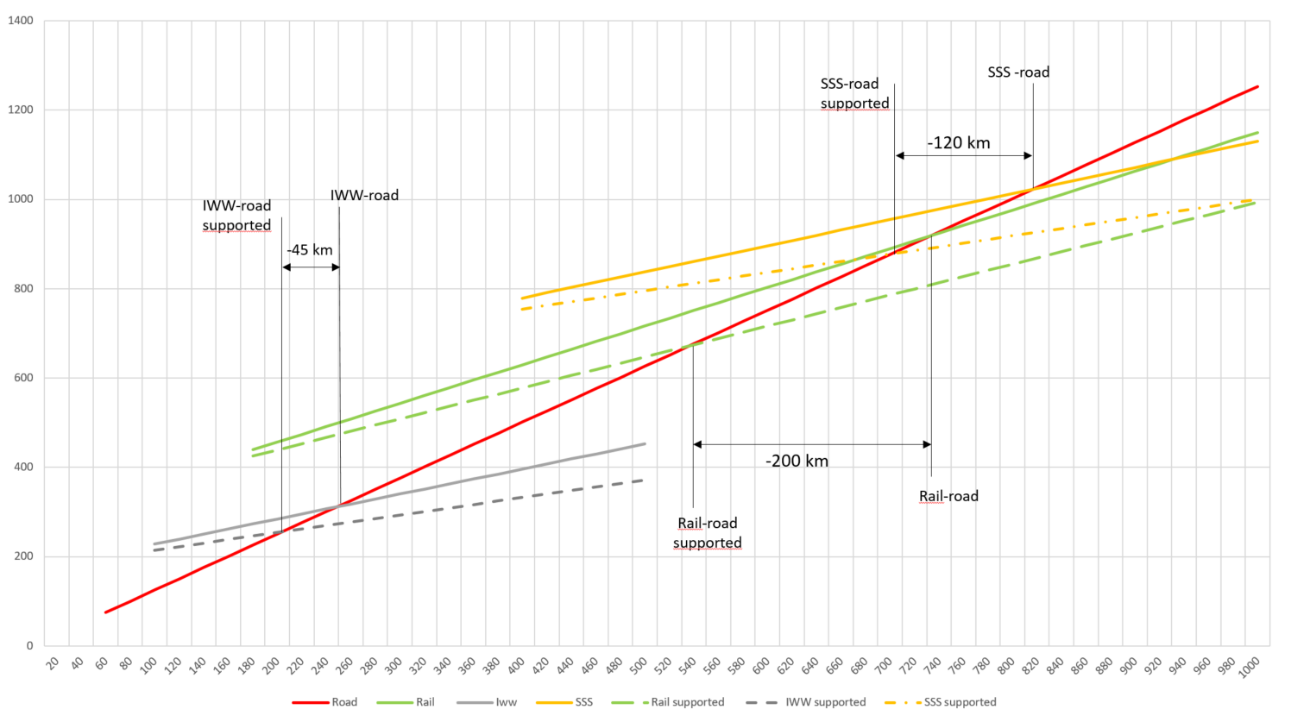 1400
1200
1000
800
600
400
200
0
SSS -road
SSS-road
supported
-120 km
IWW-road
IWW-road
supported
-45 km
-200 km
Rail-road
Rail-road
supported
20 40 60 80 100 120 140 160 180 200 220 240 260 280 300 320 340 360 380 400 420 440 460 480 500 520 540 560 580 600 620 640 660 680 700 720 740 760 780 800 820 840 860 880 900 920 940 960 980 1000
Road Rail Iww SSS Rail supported IWW supported SSS supported